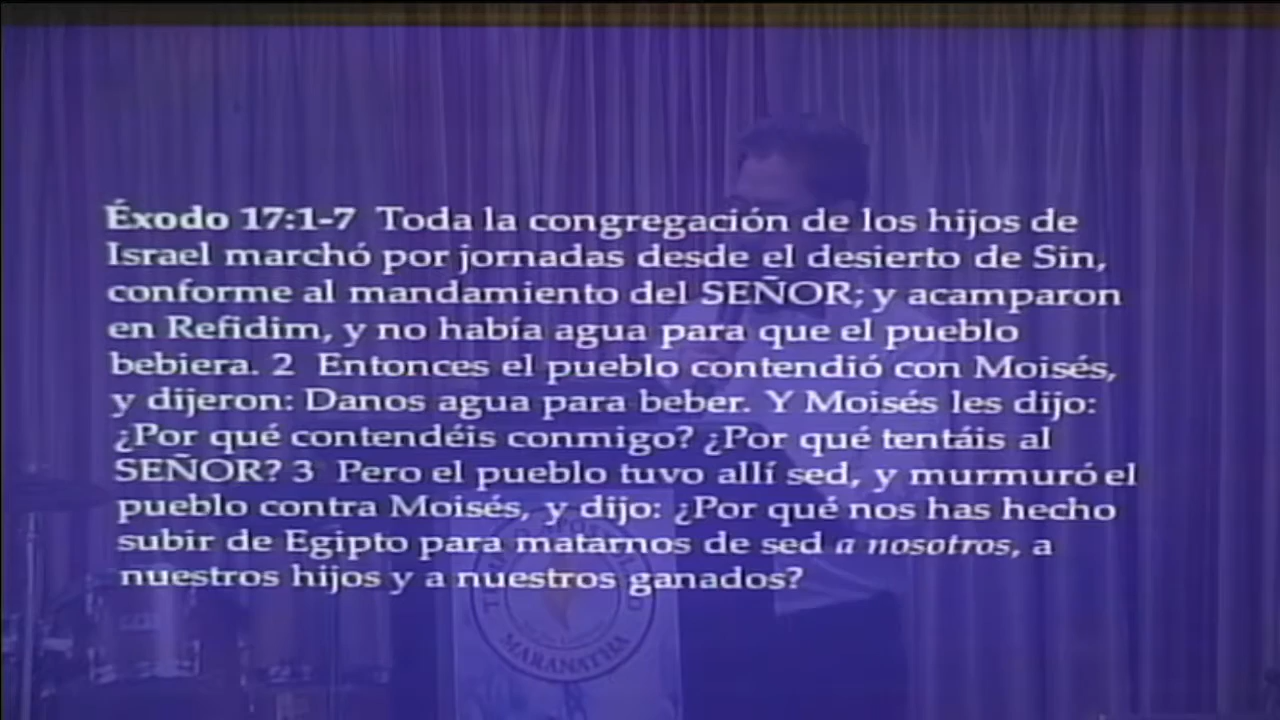 Éxodo 17:1-7 Toda la congregación de los hijos de
Israel marchó por jornadas desde el desierto de Sin,
conforme al mandamiento del SEÑOR; y acamparon
en Refidim, y no había agua para que el pueblo
bebiera. 2 Entonces el pueblo contendió con Moisés,
y dijeron: Danos agua para beber. Y Moisés les dijo:
¿Por qué contendéis conmigo? ¿Por qué tentáis al
SEÑOR? 3 Pero el pueblo tuvo allí sed, y murmuró el
pueblo contra Moisés, y dijo: ¿Por qué nos has hecho
subir de Egipto para matarnos de sed a nosotros, a
nuestros hijos y a nuestros ganados?
MARANATHA